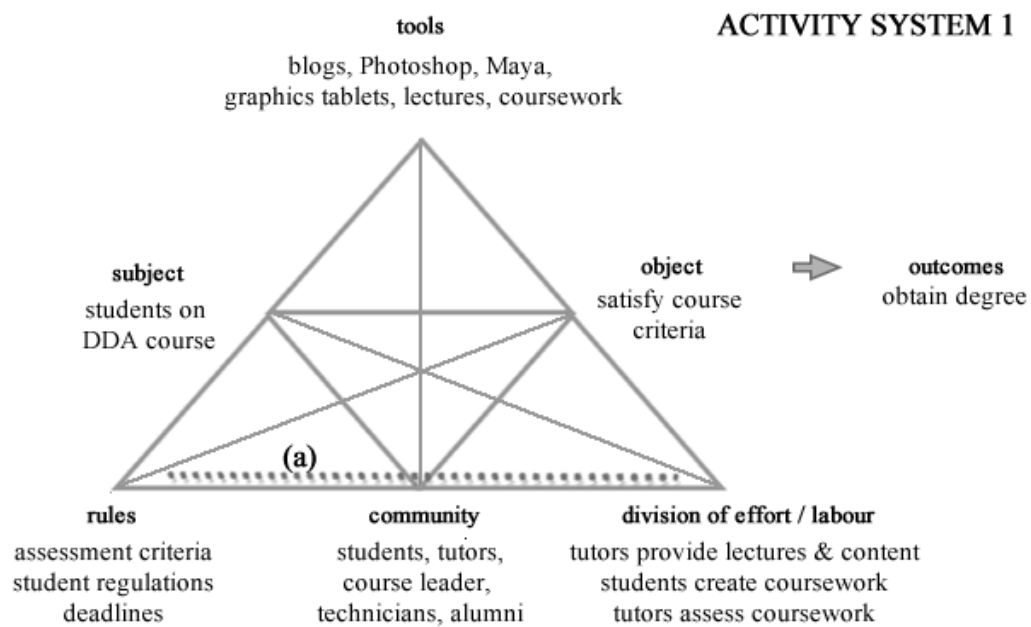 ACTIVITY SYSTEM 1
tools
blogs, Photoshop, Maya,
graphics tablets, lectures, coursework
subject
students on
DDA course
object
satisfy course
criteria
outcomes
obtain degree
(a)
rules
assessment criteria
student regulations
deadlines
community
students, tutors,
course leader,
technicians, alumni
division of effort / labour
tutors provide lectures & content
students create coursework
tutors assess coursework